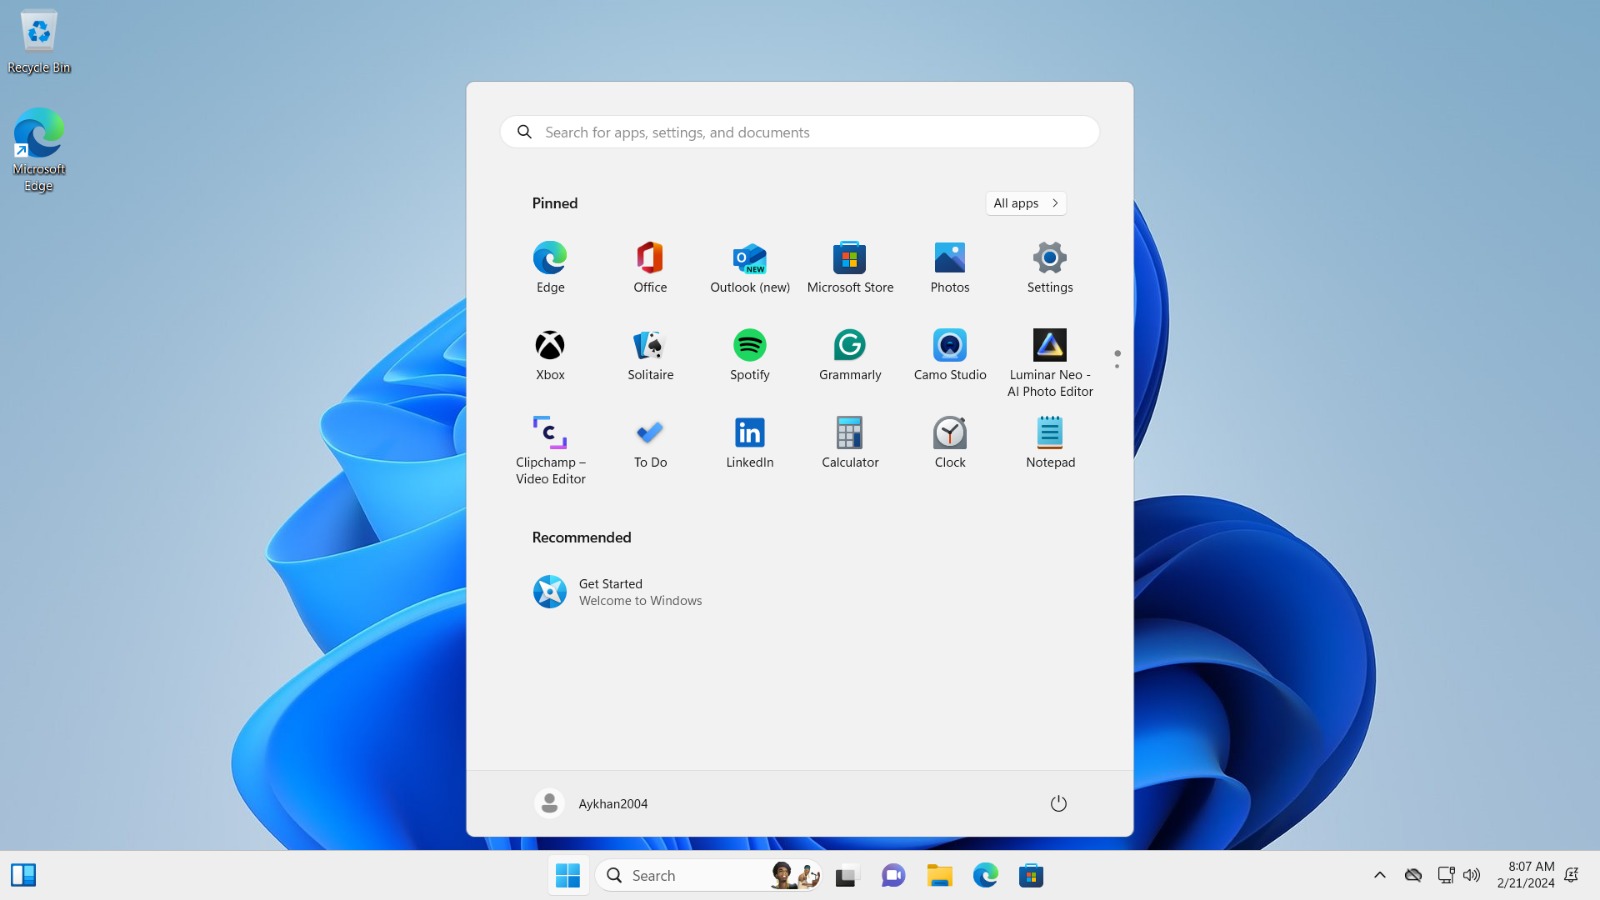 Recycle Bin
Microsoft
Edge
Search for apps, settings, and documents
Pinned
All apps
Edge
Office
Outlook (new)
Microsoft Store
Photos
Settings
Xbox
Solitaire
Spotify
Grammarly
Camo Studio
Luminar Neo -
AI Photo Editor
Clipchamp –
Video Editor
To Do
LinkedIn
Calculator
Clock
Notepad
Recommended
Get Started
Welcome to Windows
Aykhan2004
Search
8:07 AM
2/21/2024